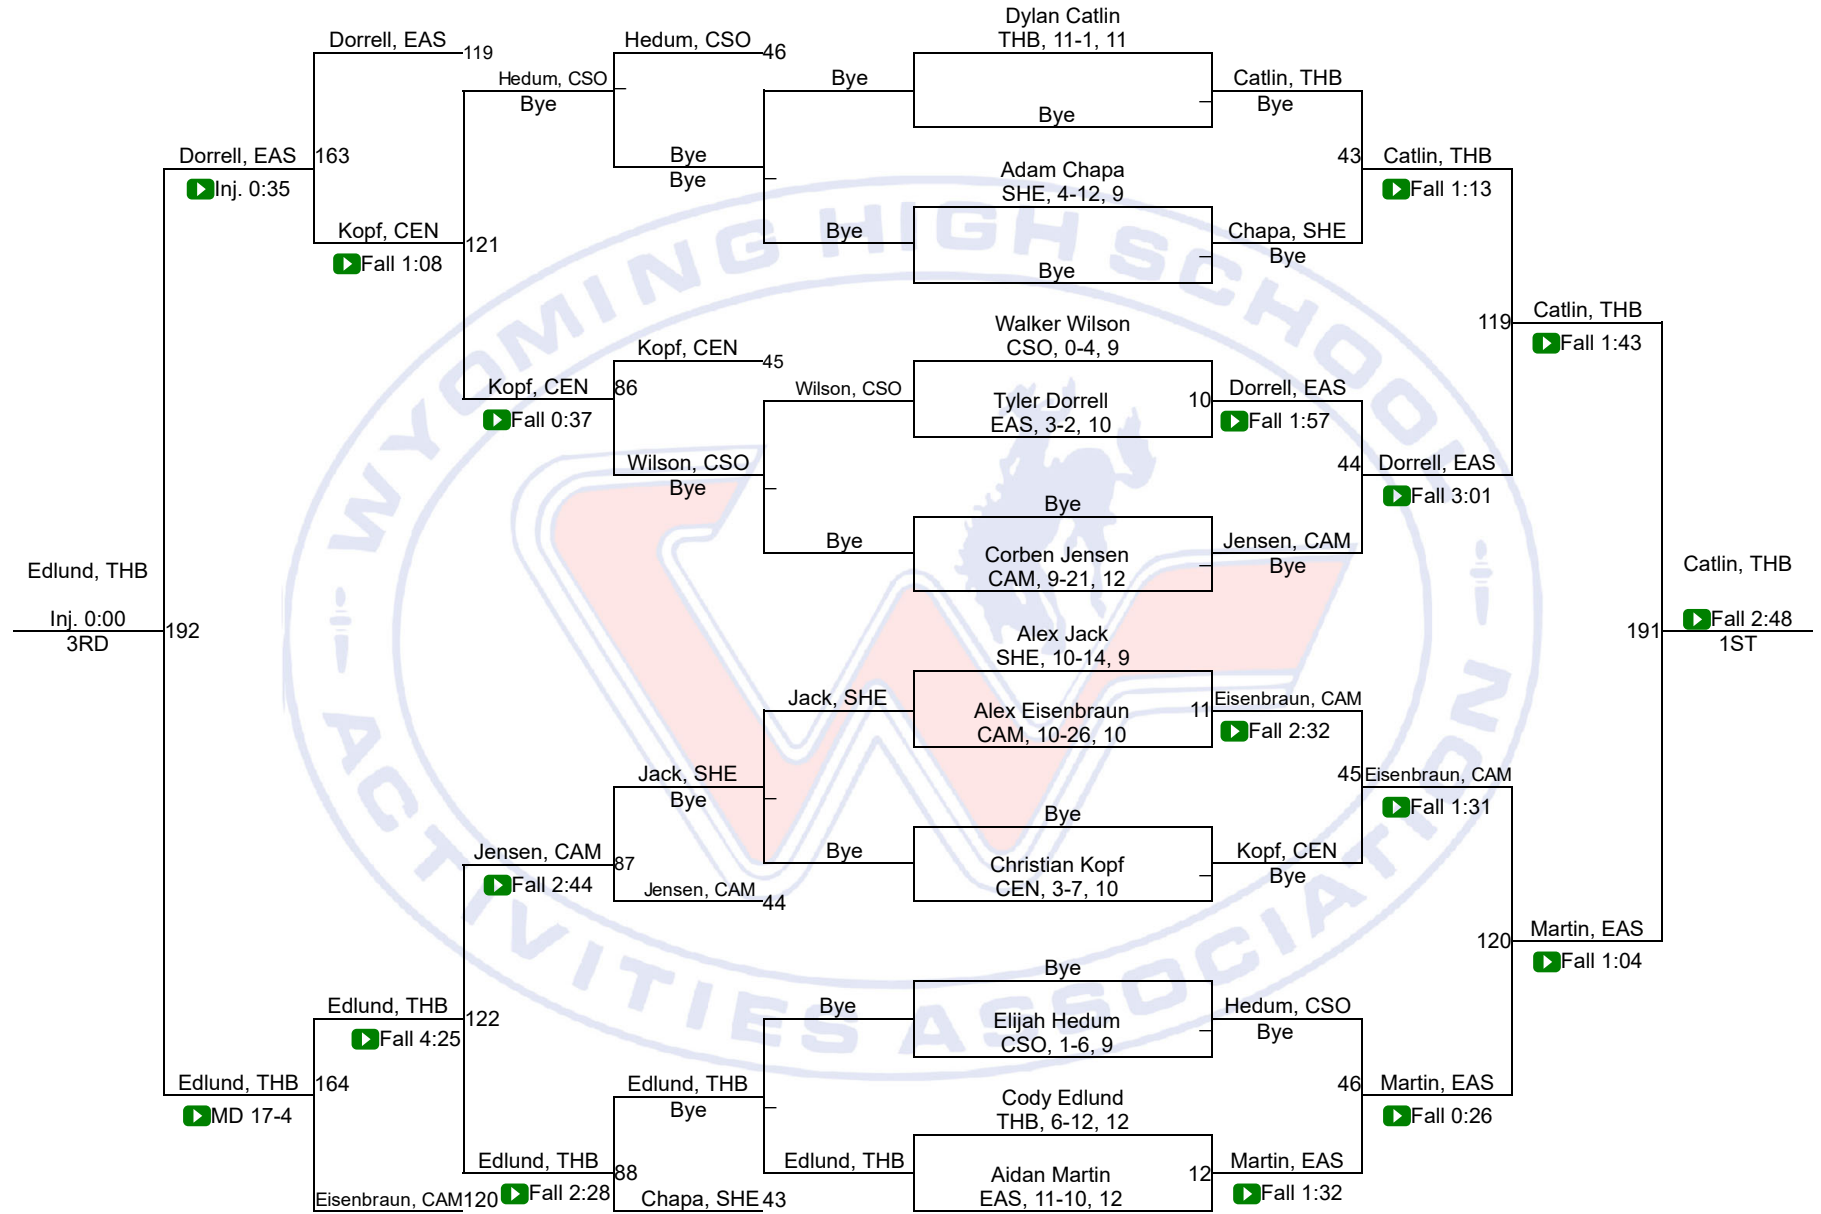 Dylan Catlin
THB, 11-1, 11
Dorrell, EAS
119
Hedum, CSO
46
Hedum, CSO
Bye
Bye
Catlin, THB
Bye
Bye
Bye
Dorrell, EAS
163
Bye
Bye
43
Catlin, THB
Inj. 0:35
Fall 1:13
Adam Chapa
SHE, 4-12, 9
Kopf, CEN
121
Bye
Chapa, SHE
Bye
Fall 1:08
Bye
Walker Wilson
CSO, 0-4, 9
119
Catlin, THB
Fall 1:43
Kopf, CEN
45
Kopf, CEN
86
Wilson, CSO
Tyler Dorrell
EAS, 3-2, 10
10
Dorrell, EAS
Fall 0:37
Fall 1:57
Wilson, CSO
Bye
44
Dorrell, EAS
Fall 3:01
Bye
Bye
Corben Jensen
CAM, 9-21, 12
Jensen, CAM
Bye
Edlund, THB
Inj. 0:00
3RD
192
Catlin, THB
Fall 2:48
1ST
191
Alex Jack
SHE, 10-14, 9
Jack, SHE
Alex Eisenbraun
CAM, 10-26, 10
11
Eisenbraun, CAM
Fall 2:32
Jack, SHE
Bye
45
Eisenbraun, CAM
Fall 1:31
Bye
Jensen, CAM
87
Fall 2:44
Bye
Christian Kopf
CEN, 3-7, 10
Kopf, CEN
Bye
Jensen, CAM
44
120
Martin, EAS
Fall 1:04
Bye
Edlund, THB
122
Fall 4:25
Bye
Elijah Hedum
CSO, 1-6, 9
Hedum, CSO
Bye
Edlund, THB
164
MD 17-4
Edlund, THB
Bye
46
Martin, EAS
Fall 0:26
Cody Edlund
THB, 6-12, 12
Edlund, THB
88
Fall 2:28
Edlund, THB
Aidan Martin
EAS, 11-10, 12
12
Martin, EAS
Fall 1:32
Eisenbraun, CAM
120
Chapa, SHE
43
WYOMING HIGH SCHOOL
ACTIVITIES ASSOCIATION